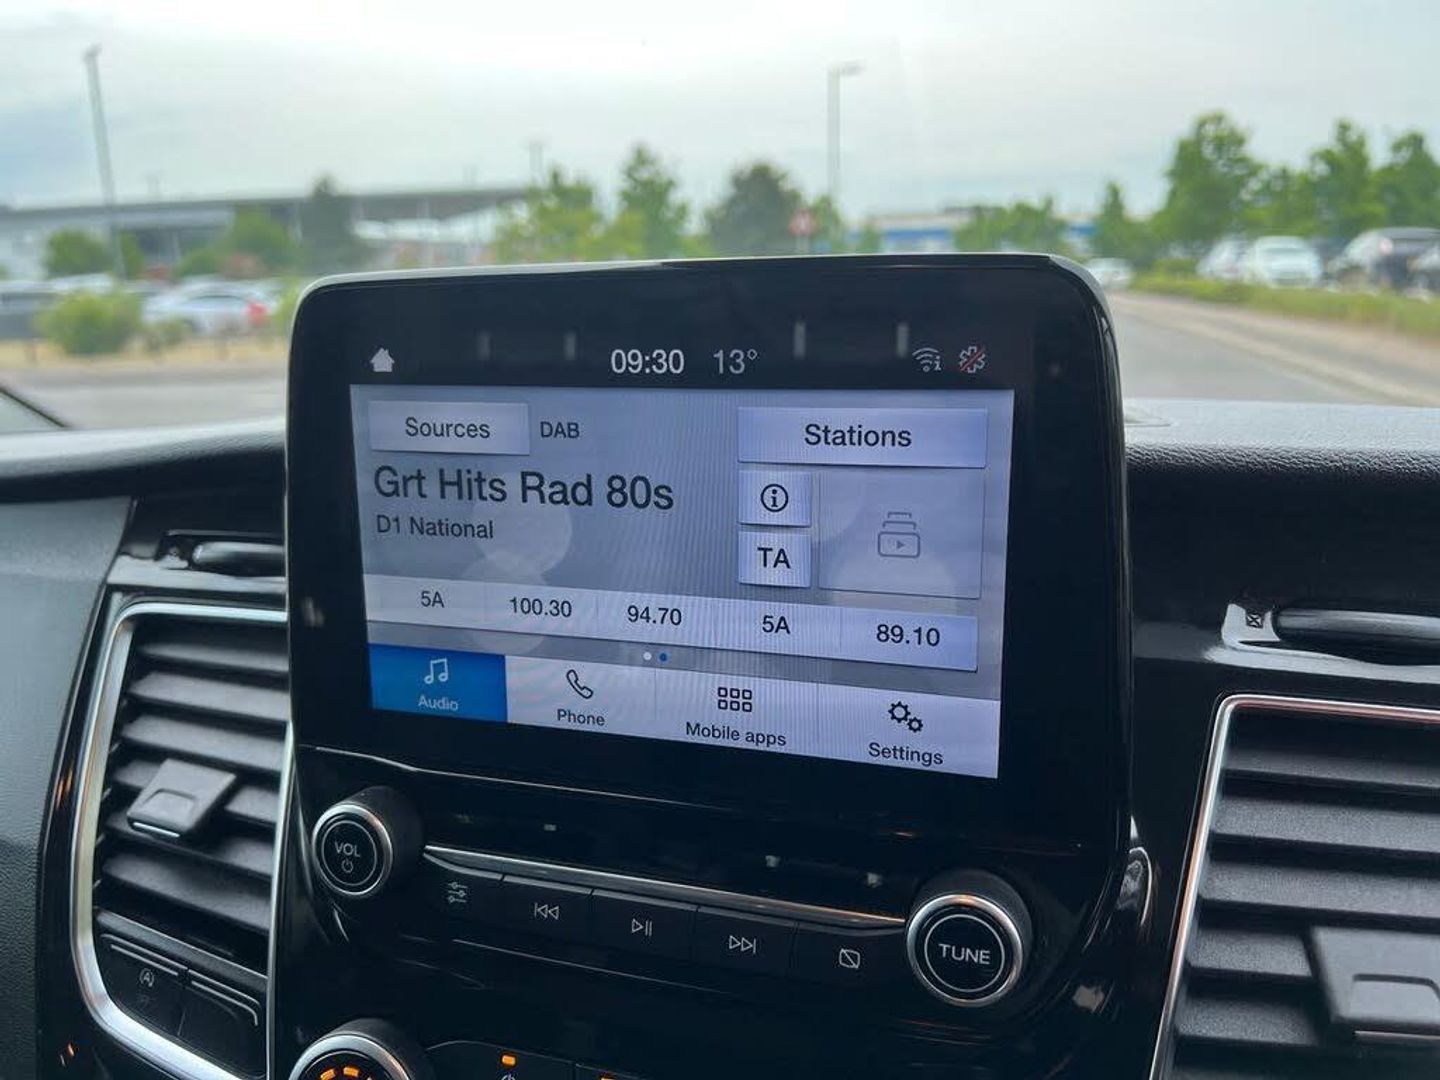 09:30 13°
Sources DAB Stations
Grt Hits Rad 80s
D1 National
TA
5A 100.30 94.70 5A 89.10
Audio Phone Mobile apps Settings
VOL
TUNE